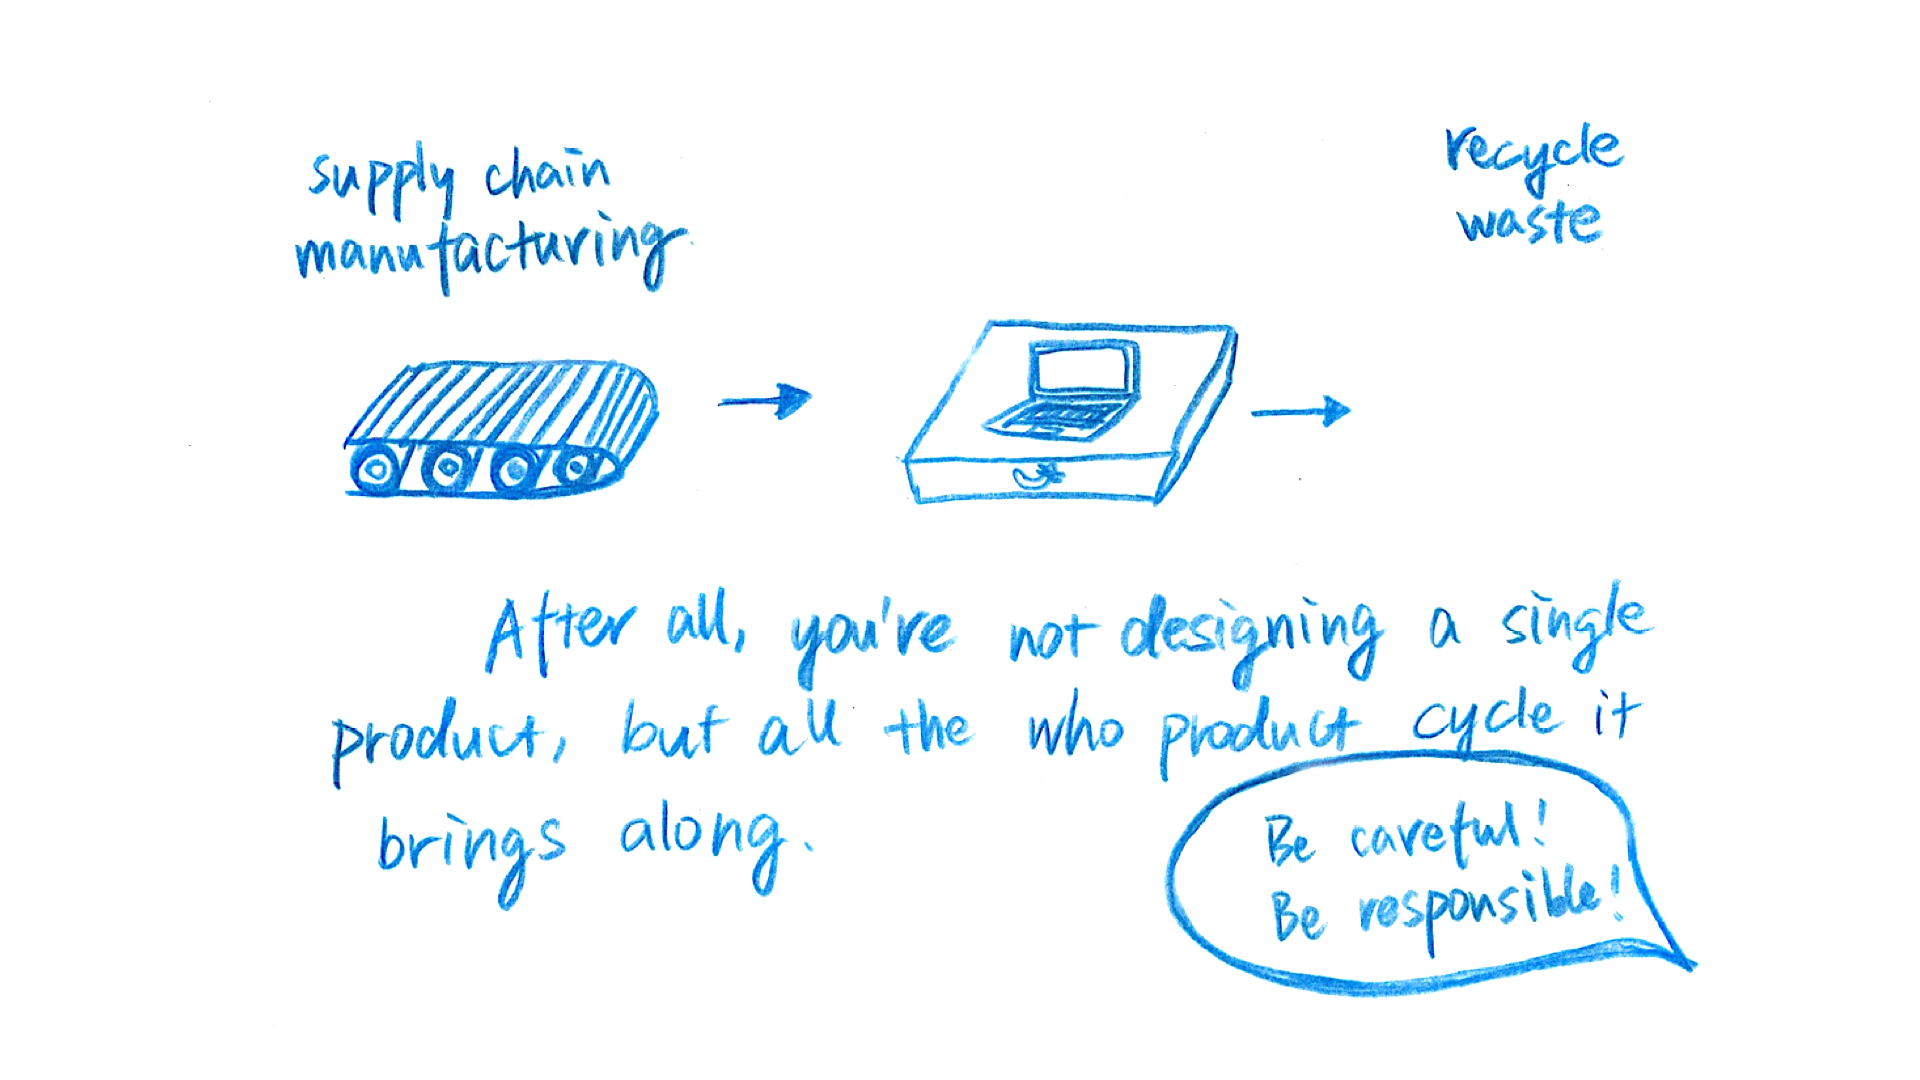 supply chain
manufacturing.
recycle
waste
After all, you're not designing a single
product, but all the who product cycle it
brings along.
Be careful!
Be responsible!